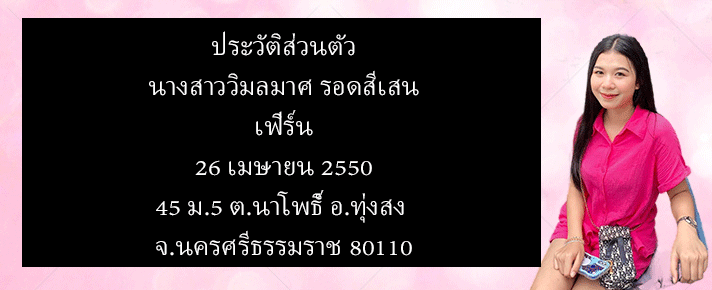 ประวัติส่วนตัว
นางสาววิมลมาศ รอดสีเสน
เฟิร์น
26 เมษายน 2550
45 ม.5 ต.นาโพธิ์ อ.ทุ่งสง
จ.นครศรีธรรมราช 80110